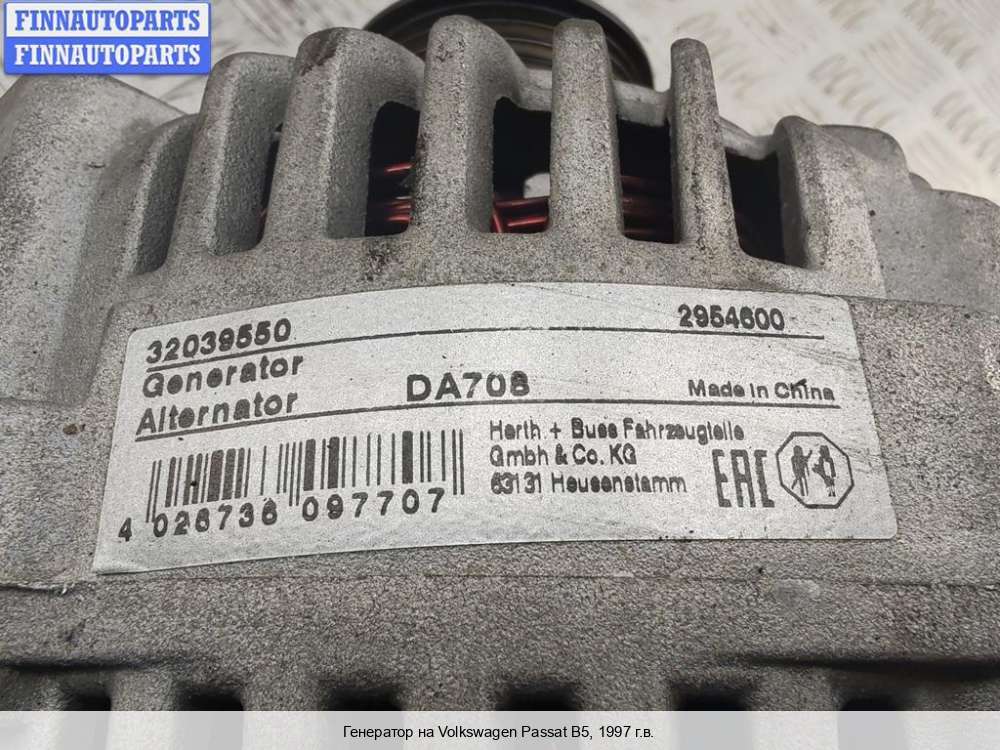 FINNAUTOPARTS
FINNAUTOPARTS
32039550
2954600
Generator
Alternator
DA708
Made in China
Herth + Buss Fahrzeugteile
Gmbh & Co. KG
63131 Heusenstamm
EAC
4 026736 097707
Генератор на Volkswagen Passat B5, 1997 г.в.